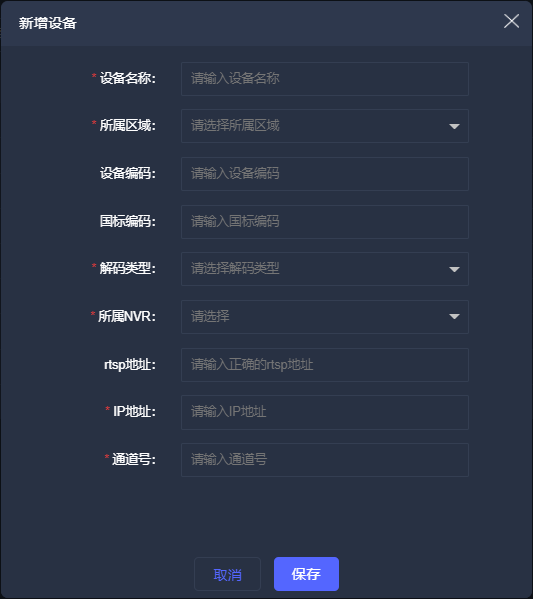 新增设备
* 设备名称： 请输入设备名称
* 所属区域： 请选择所属区域
设备编码： 请输入设备编码
国标编码： 请输入国标编码
* 解码类型： 请选择解码类型
* 所属NVR： 请选择
rtsp地址： 请输入正确的rtsp地址
* IP地址： 请输入IP地址
* 通道号： 请输入通道号
取消 保存